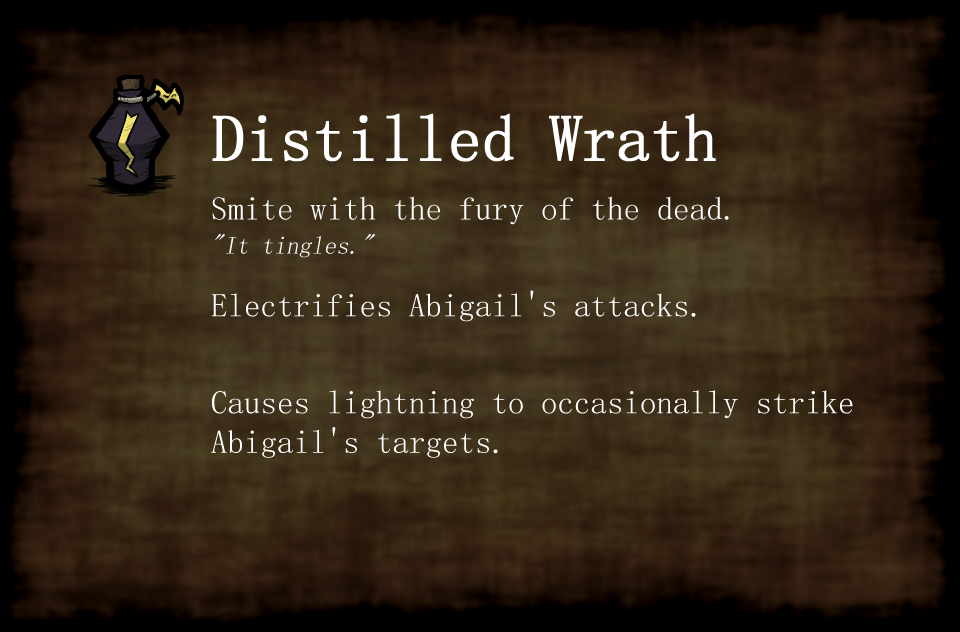 Distilled Wrath
Smite with the fury of the dead.
"It tingles."
Electrifies Abigail's attacks.
Causes lightning to occasionally strike
Abigail's targets.